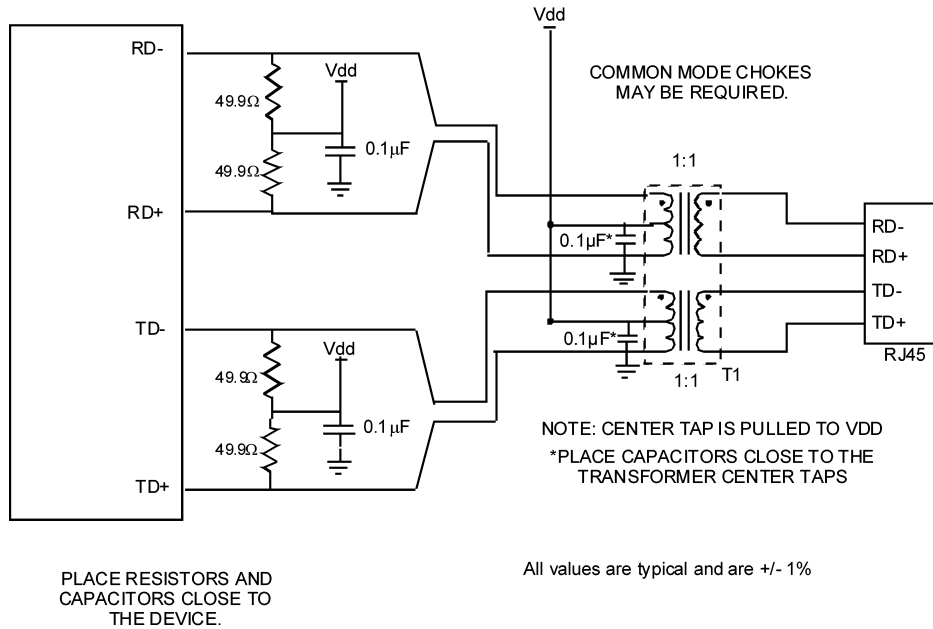 Vdd
RD-
COMMON MODE CHOKES
MAY BE REQUIRED.
Vdd
49.9Ω
0.1μF
1:1
49.9Ω
RD+
RD-
0.1μF*
RD+
TD-
TD-
TD+
0.1μF*
Vdd
RJ45
49.9Ω
1:1
T1
0.1μF
NOTE: CENTER TAP IS PULLED TO VDD
49.9Ω
*PLACE CAPACITORS CLOSE TO THE
TRANSFORMER CENTER TAPS
TD+
All values are typical and are +/- 1%
PLACE RESISTORS AND
CAPACITORS CLOSE TO
THE DEVICE.